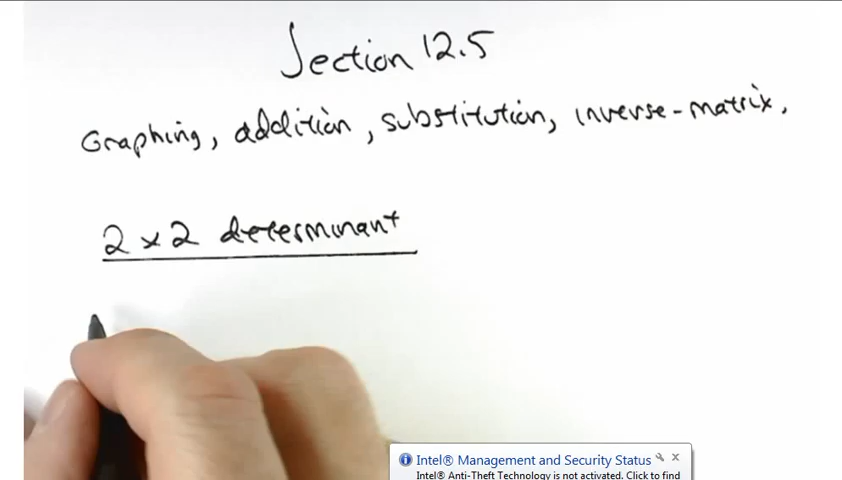 Section 12.5
Graphing, addition, substitution, inverse-matrix,
2 x 2 determinant
Intel® Management and Security Status
Intel® Anti-Theft Technology is not activated. Click to find